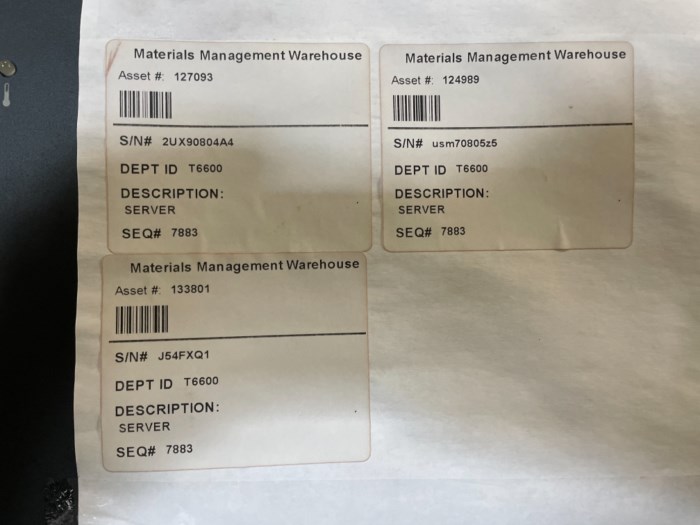 Materials Management Warehouse
Asset #: 127093
S/N# 2UX90804A4
DEPT ID T6600
DESCRIPTION:
SERVER
SEQ# 7883
Materials Management Warehouse
Asset #: 124989
S/N# usm70805z5
DEPT ID T6600
DESCRIPTION:
SERVER
SEQ# 7883
Materials Management Warehouse
Asset #: 133801
S/N# J54FXQ1
DEPT ID T6600
DESCRIPTION:
SERVER
SEQ# 7883